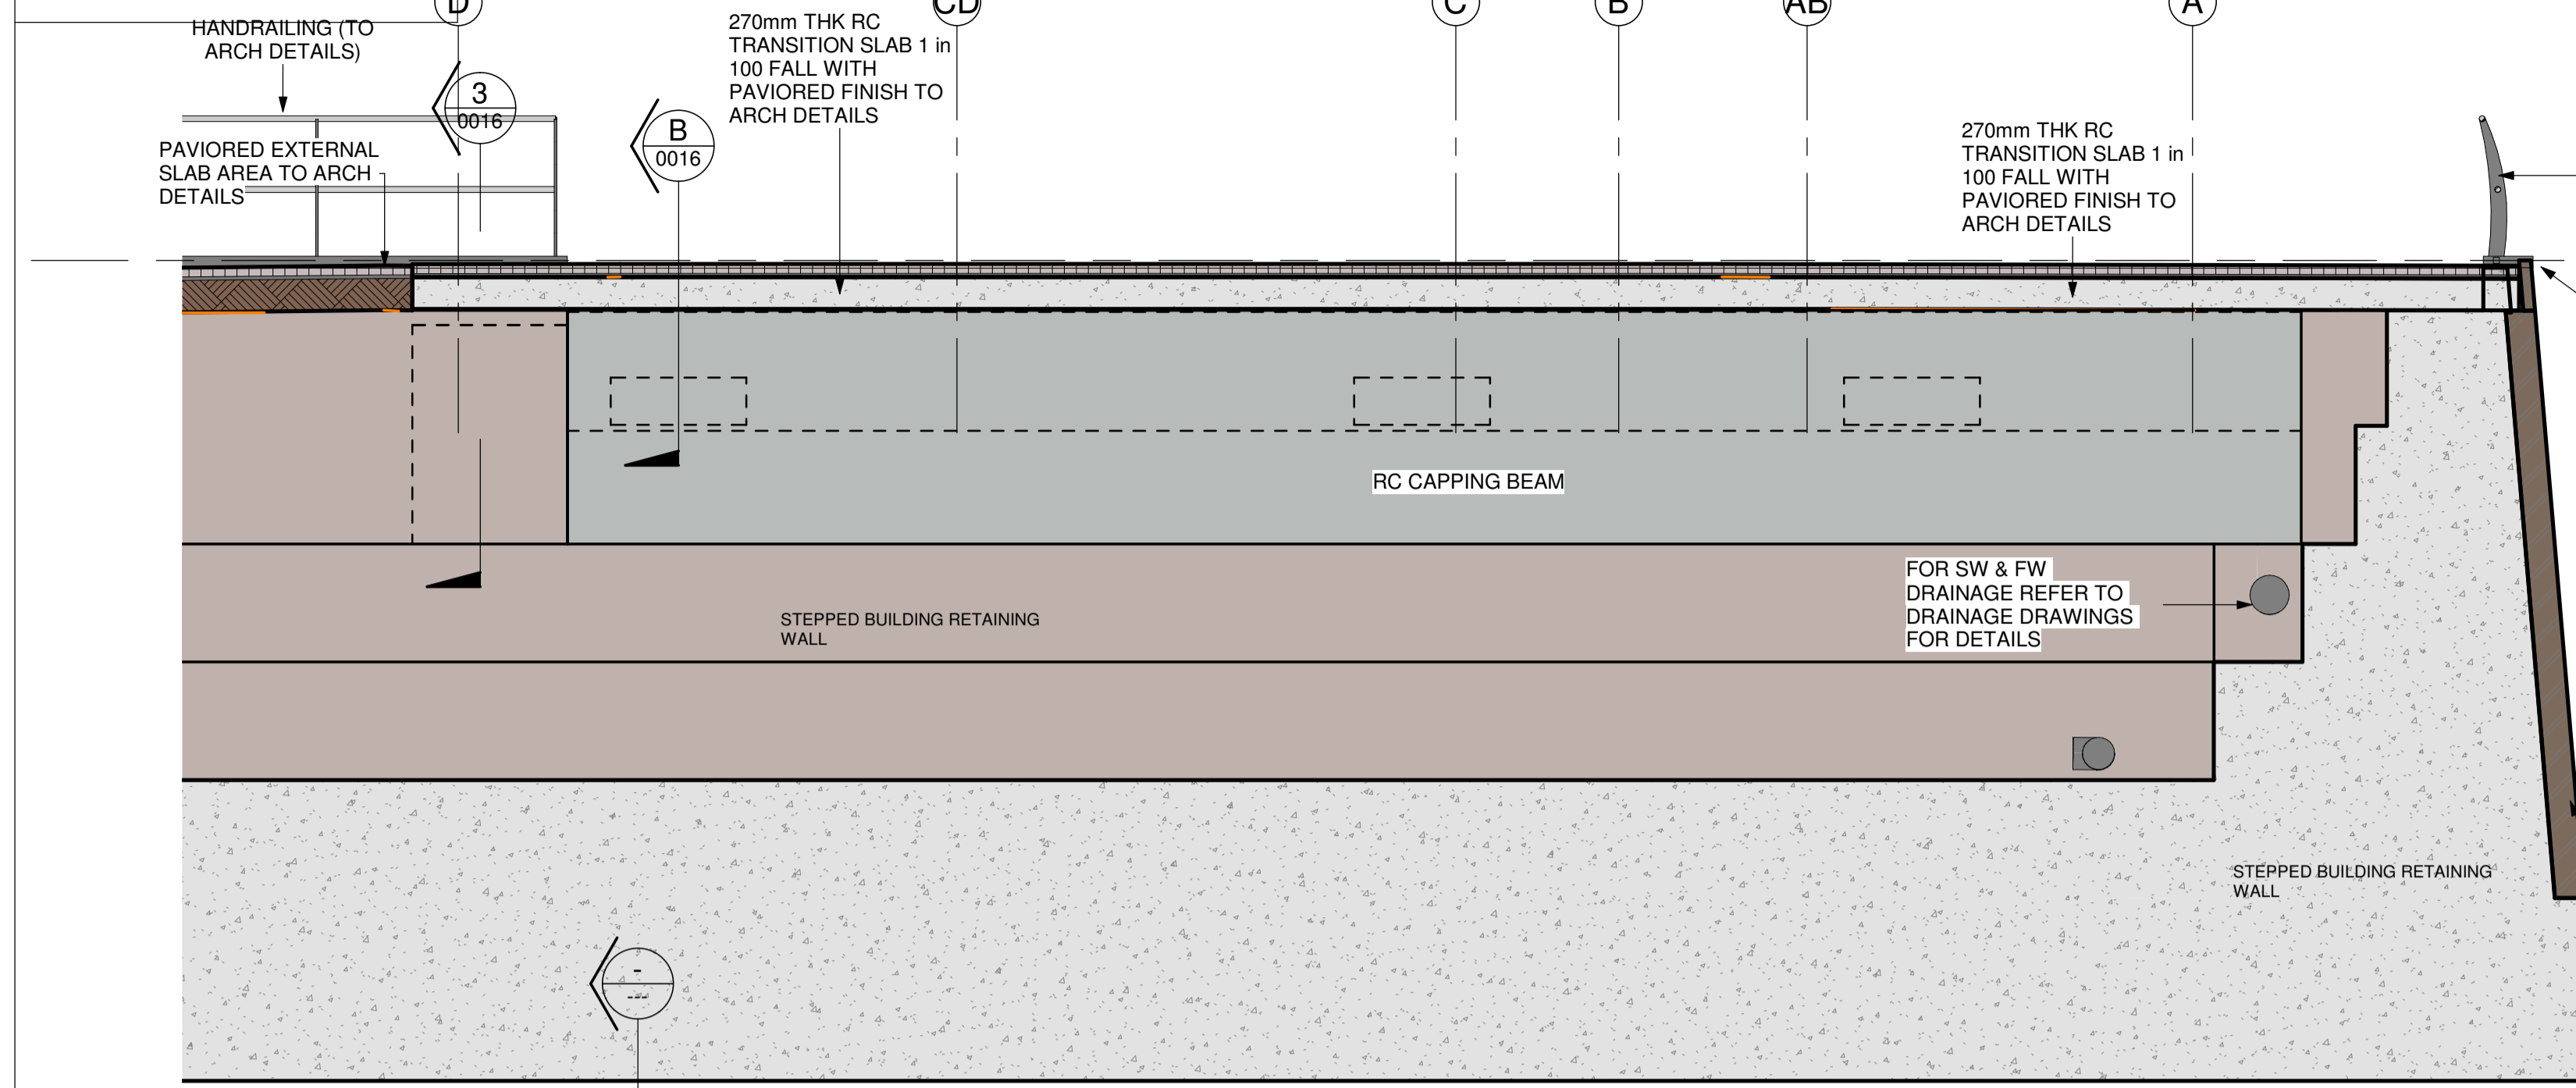 D
CD
C
B
AB
A
HANDRAILING (TO
ARCH DETAILS)
270mm THK RC
TRANSITION SLAB 1 in
100 FALL WITH
PAVIORED FINISH TO
ARCH DETAILS
3
0016
B
0016
PAVIORED EXTERNAL
SLAB AREA TO ARCH
DETAILS
270mm THK RC
TRANSITION SLAB 1 in
100 FALL WITH
PAVIORED FINISH TO
ARCH DETAILS
RC CAPPING BEAM
FOR SW & FW
DRAINAGE REFER TO
DRAINAGE DRAWINGS
FOR DETAILS
STEPPED BUILDING RETAINING
WALL
STEPPED BUILDING RETAINING
WALL
-
---